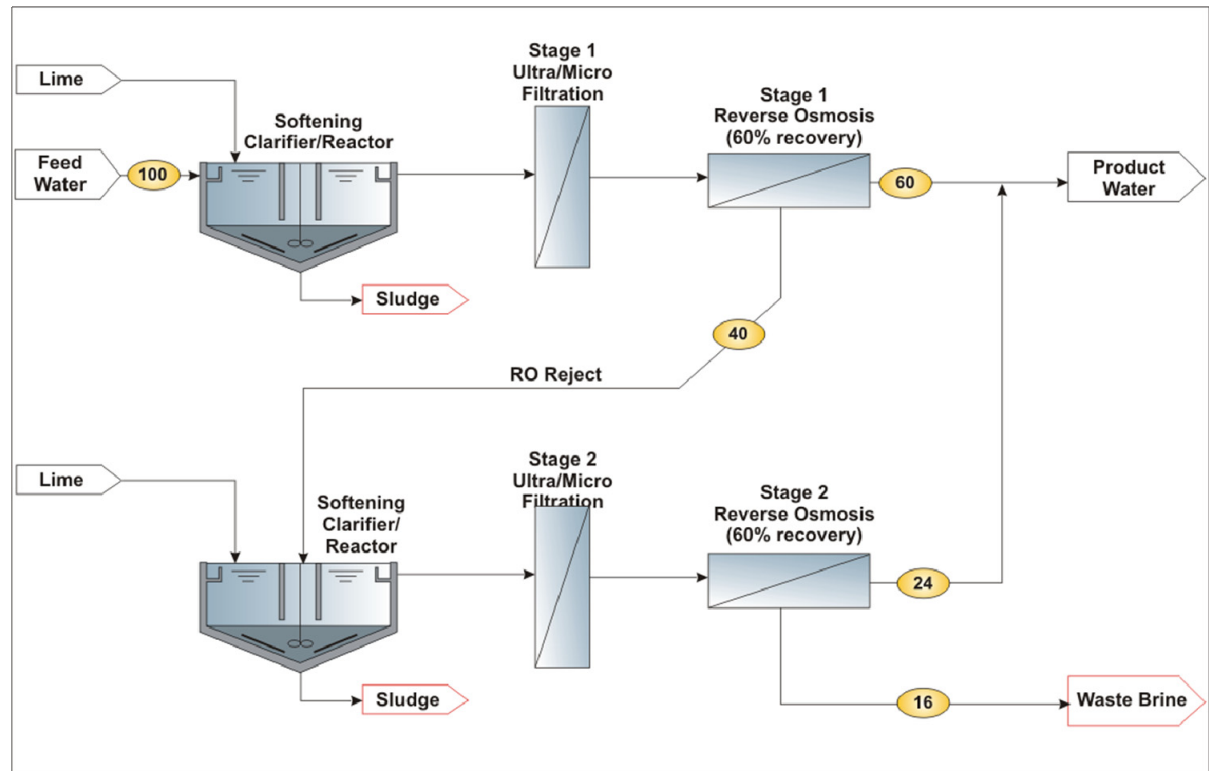 Lime
Feed
Water
100
Softening
Clarifier/Reactor
Sludge
Stage 1
Ultra/Micro
Filtration
Stage 1
Reverse Osmosis
(60% recovery)
60
Product
Water
40
RO Reject
Lime
Softening
Clarifier/
Reactor
Sludge
Stage 2
Ultra/Micro
Filtration
Stage 2
Reverse Osmosis
(60% recovery)
24
16
Waste Brine